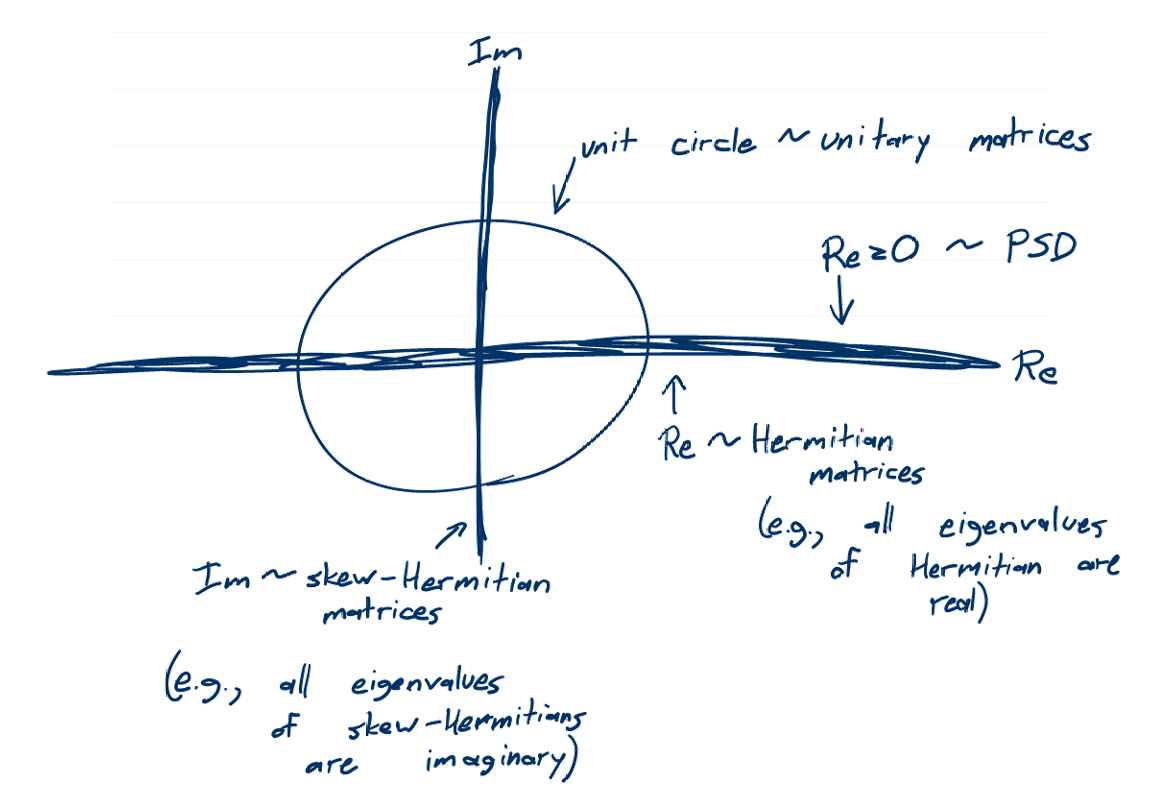 Im
unit circle ~ unitary matrices
Re ≥ 0 ~ PSD
Re
Re ~ Hermitian
matrices
(e.g., all eigenvalues
of Hermitian are
real)
Im ~ skew-Hermitian
matrices
(e.g., all eigenvalues
of skew-Hermitians
are imaginary)